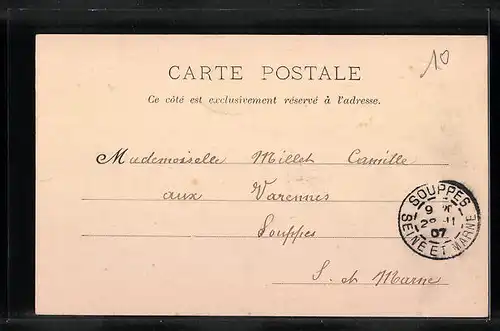 10
CARTE POSTALE
Ce côté est exclusivement réservé à l'adresse.
Mademoiselle Millet Camille
aux Varennes
Souppes
S. et Marne
SOUPPES
9
07
SEINE ET MARNE